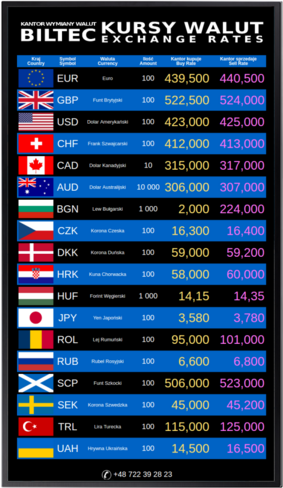 KANTOR WYMIANY WALUT
BILTEC KURSY WALUT
EXCHANGE RATES
Kraj Symbol Waluta Ilość Kantor kupuje Kantor sprzedaje
Country Symbol Currency Amount Buy Rate Sell Rate
EUR Euro 100 439,500 440,500
GBP Funt Brytyjski 100 522,500 524,000
USD Dolar Amerykański 100 423,000 425,000
CHF Frank Szwajcarski 100 412,000 413,000
CAD Dolar Kanadyjski 10 315,000 317,000
AUD Dolar Australijski 10 000 306,000 307,000
BGN Lew Bułgarski 1 000 2,000 224,000
CZK Korona Czeska 100 16,300 16,400
DKK Korona Duńska 100 59,000 59,200
HRK Kuna Chorwacka 100 58,000 60,000
HUF Forint Węgierski 1 000 14,15 14,35
JPY Yen Japoński 100 3,580 3,780
ROL Lej Rumuński 100 95,000 101,000
RUB Rubel Rosyjski 100 6,600 6,800
SCP Funt Szkocki 100 506,000 523,000
SEK Korona Szwedzka 100 45,000 45,200
TRL Lira Turecka 100 115,000 125,000
UAH Hrywna Ukraińska 100 14,500 16,500
+48 722 39 28 23